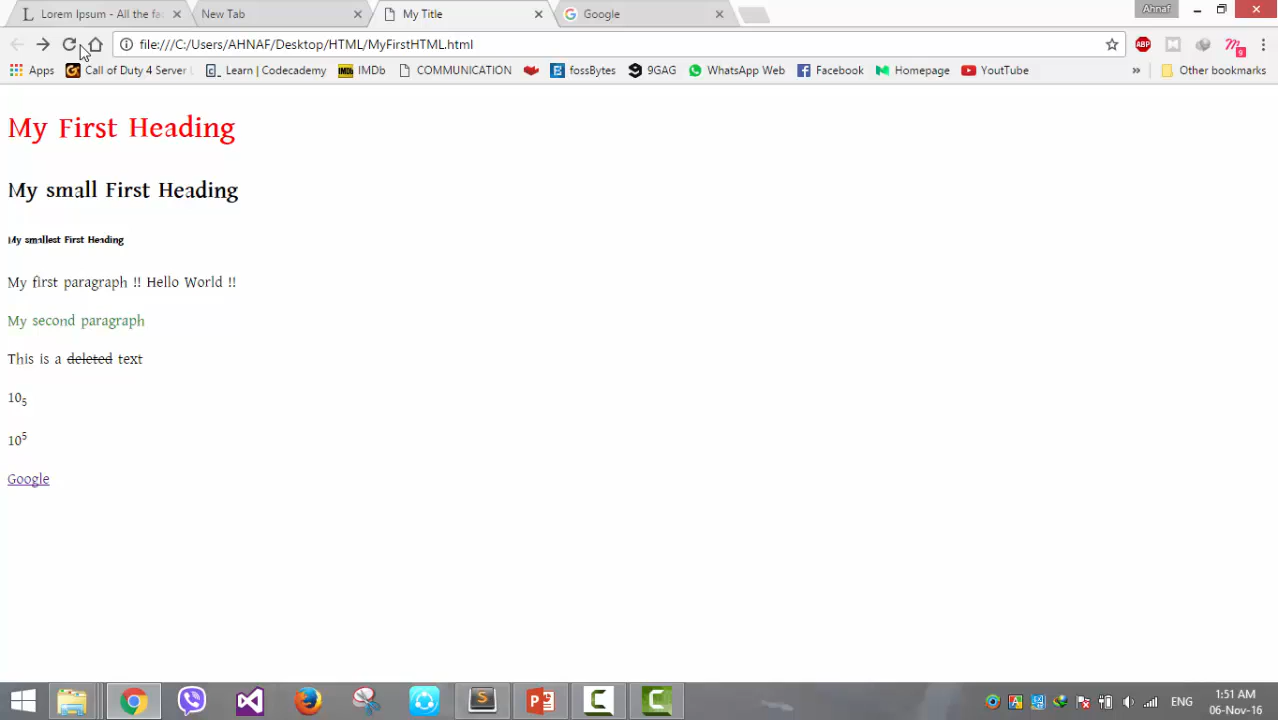 Lorem Ipsum - All the fa
New Tab
My Title
Google
Ahnaf
file:///C:/Users/AHNAF/Desktop/HTML/MyFirstHTML.html
ABP
9
Apps
Call of Duty 4 Server
Learn | Codecademy
IMDb
COMMUNICATION
fossBytes
9GAG
WhatsApp Web
Facebook
Homepage
YouTube
»
Other bookmarks
My First Heading
My small First Heading
My smallest First Heading
My first paragraph !! Hello World !!
My second paragraph
This is a deleted text
10₅
10⁵
Google
ENG
1:51 AM
06-Nov-16